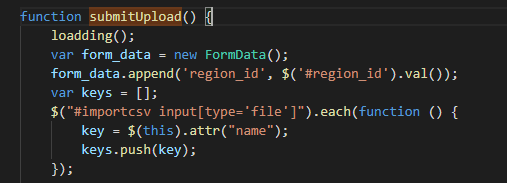 function submitUpload() {
loadding();
var form_data = new FormData();
form_data.append('region_id', $('#region_id').val());
var keys = [];
$("#importcsv input[type='file']").each(function () {
key = $(this).attr("name");
keys.push(key);
});